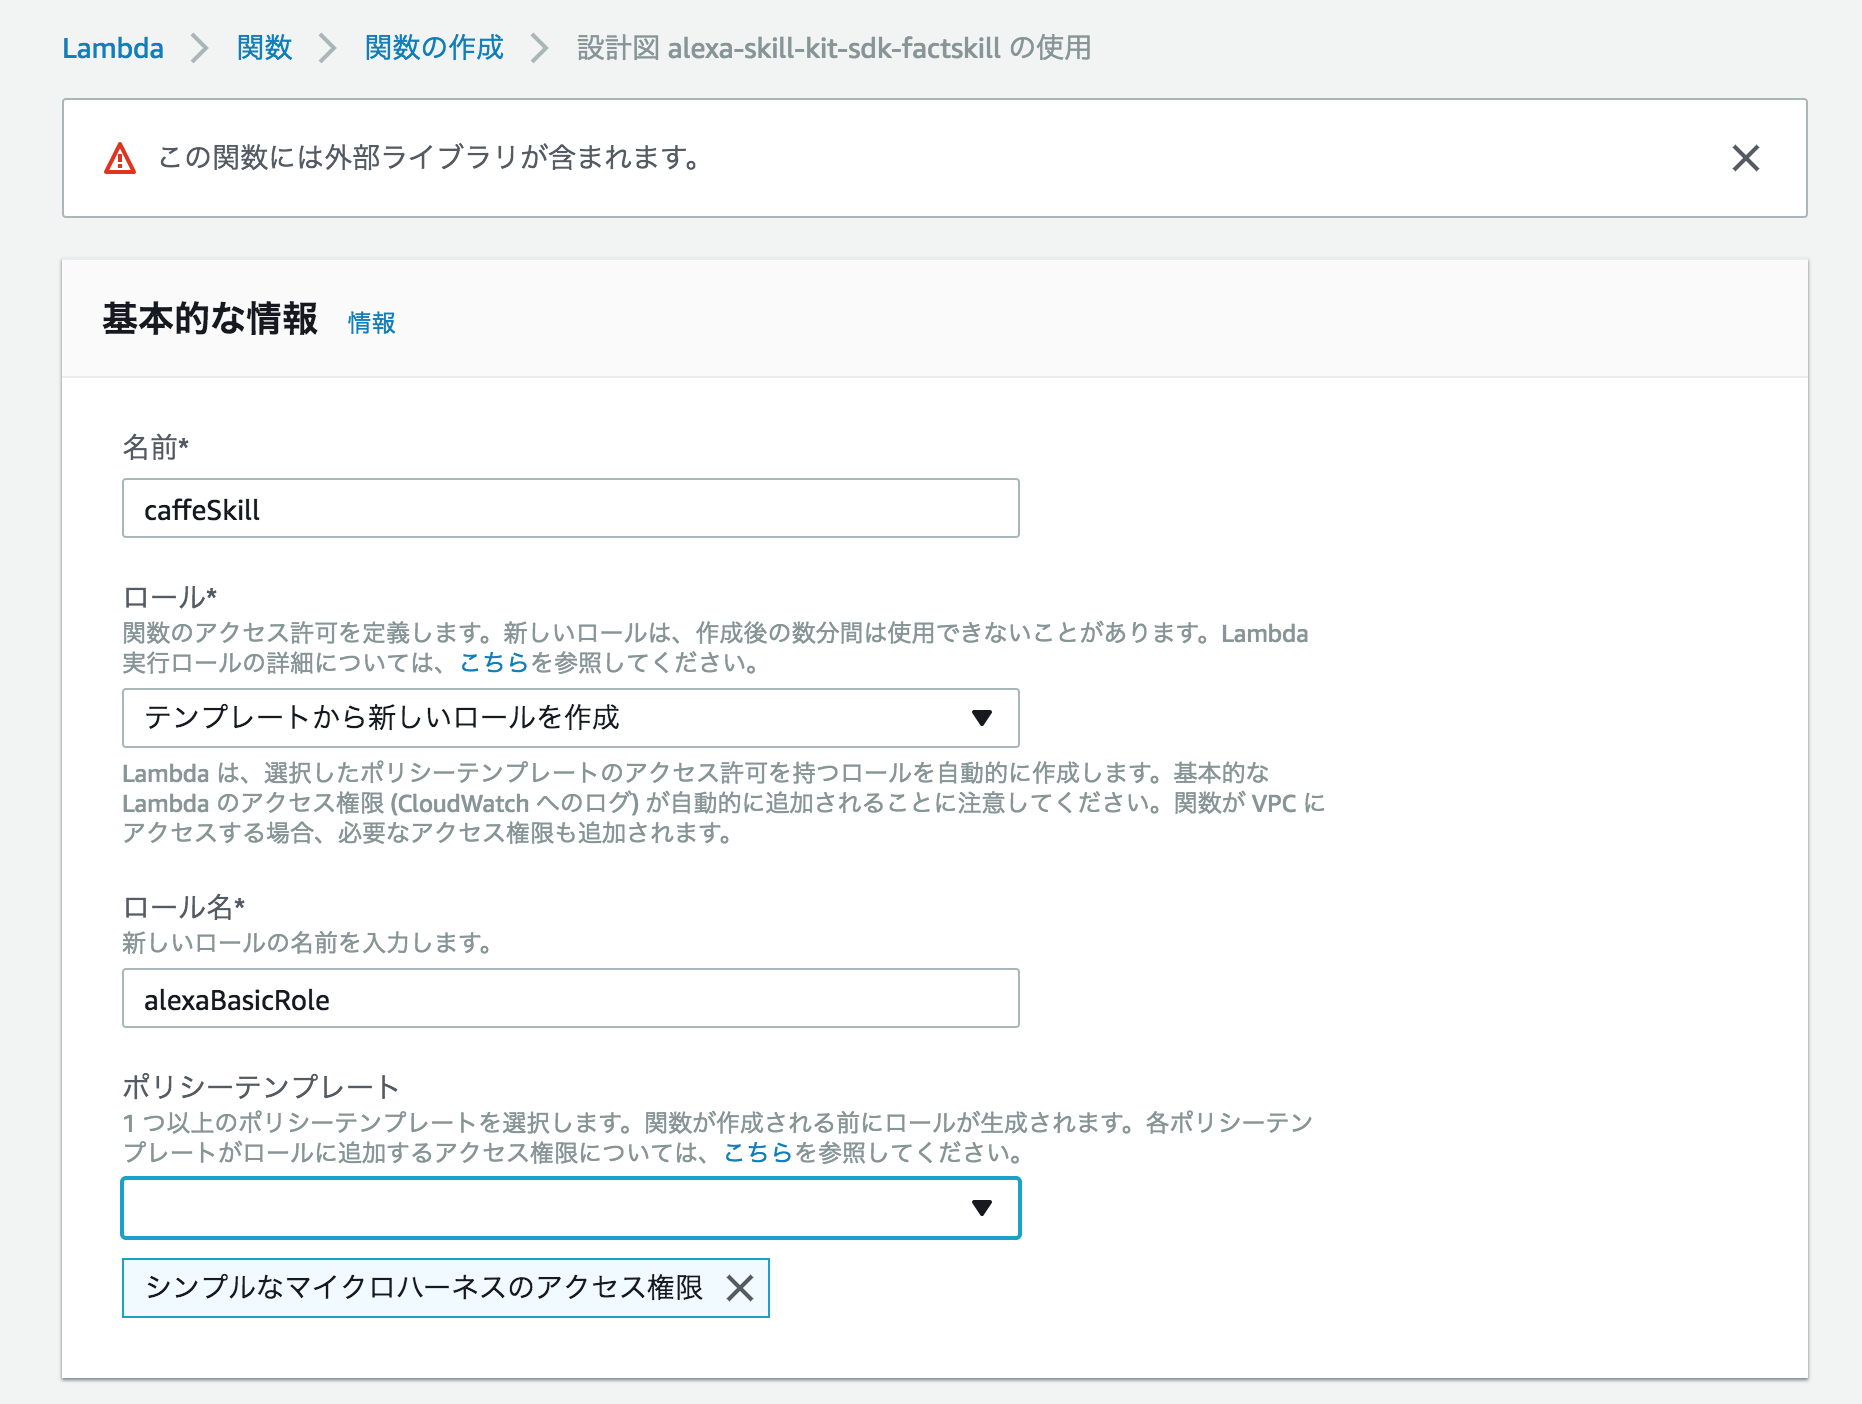 Lambda > 関数 > 関数の作成 > 設計図 alexa-skill-kit-sdk-factskill の使用
この関数には外部ライブラリが含まれます。
基本的な情報 情報
名前*
caffeSkill
ロール*
関数のアクセス許可を定義します。新しいロールは、作成後の数分間は使用できないことがあります。Lambda
実行ロールの詳細については、こちらを参照してください。
テンプレートから新しいロールを作成
Lambda は、選択したポリシーテンプレートのアクセス許可を持つロールを自動的に作成します。基本的な
Lambda のアクセス権限 (CloudWatch へのログ) が自動的に追加されることに注意してください。関数が VPC に
アクセスする場合、必要なアクセス権限も追加されます。
ロール名*
新しいロールの名前を入力します。
alexaBasicRole
ポリシーテンプレート
1 つ以上のポリシーテンプレートを選択します。関数が作成される前にロールが生成されます。各ポリシーテン
プレートがロールに追加するアクセス権限については、こちらを参照してください。
シンプルなマイクロハーネスのアクセス権限